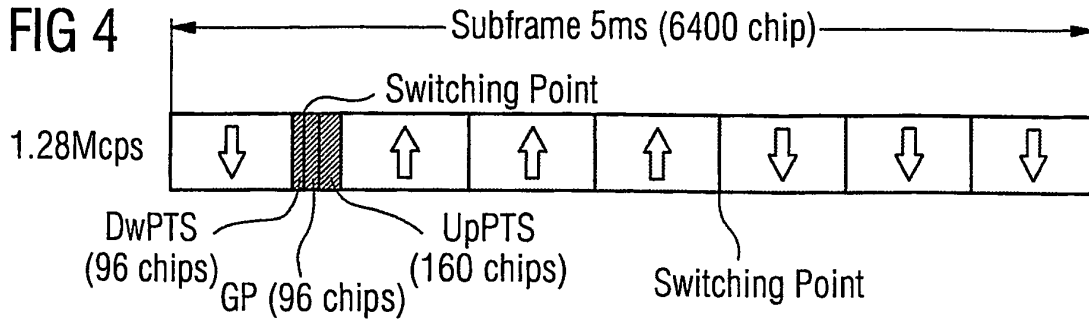 FIG 4
Subframe 5ms (6400 chip)
Switching Point
1.28Mcps
DwPTS
(96 chips)
GP (96 chips)
UpPTS
(160 chips)
Switching Point